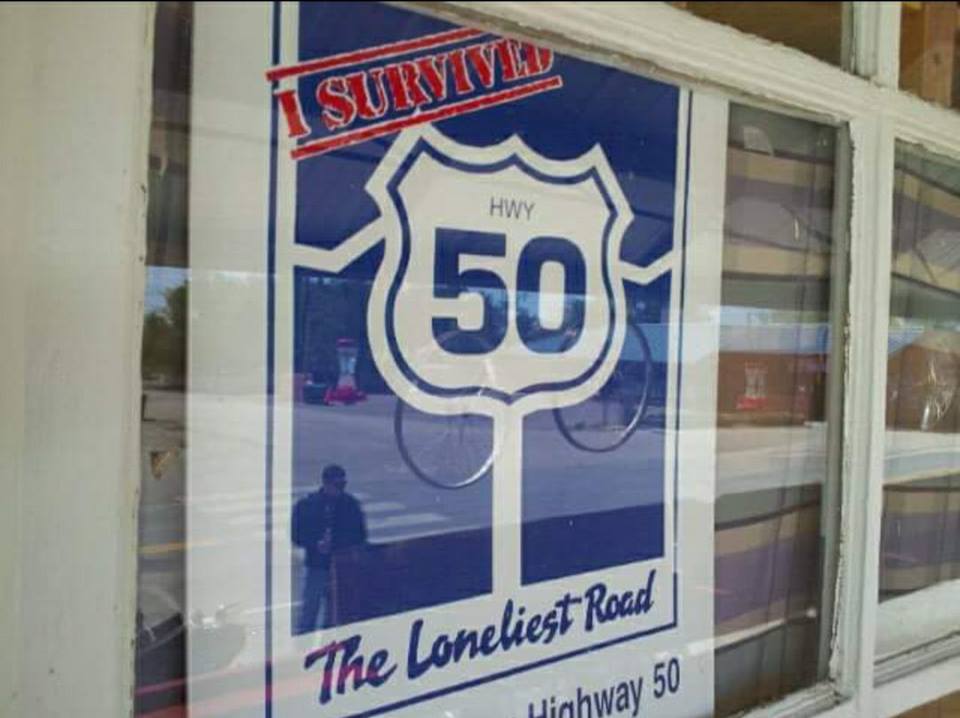 I SURVIVED
HWY
50
The Loneliest Road
Highway 50